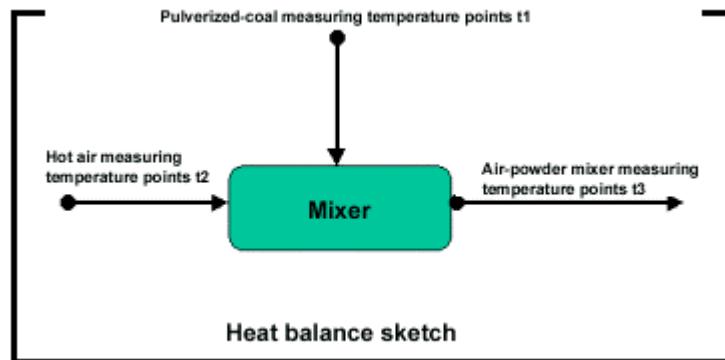 Pulverized-coal measuring temperature points t1
Hot air measuring
temperature points t2
Air-powder mixer measuring
temperature points t3
Mixer
Heat balance sketch